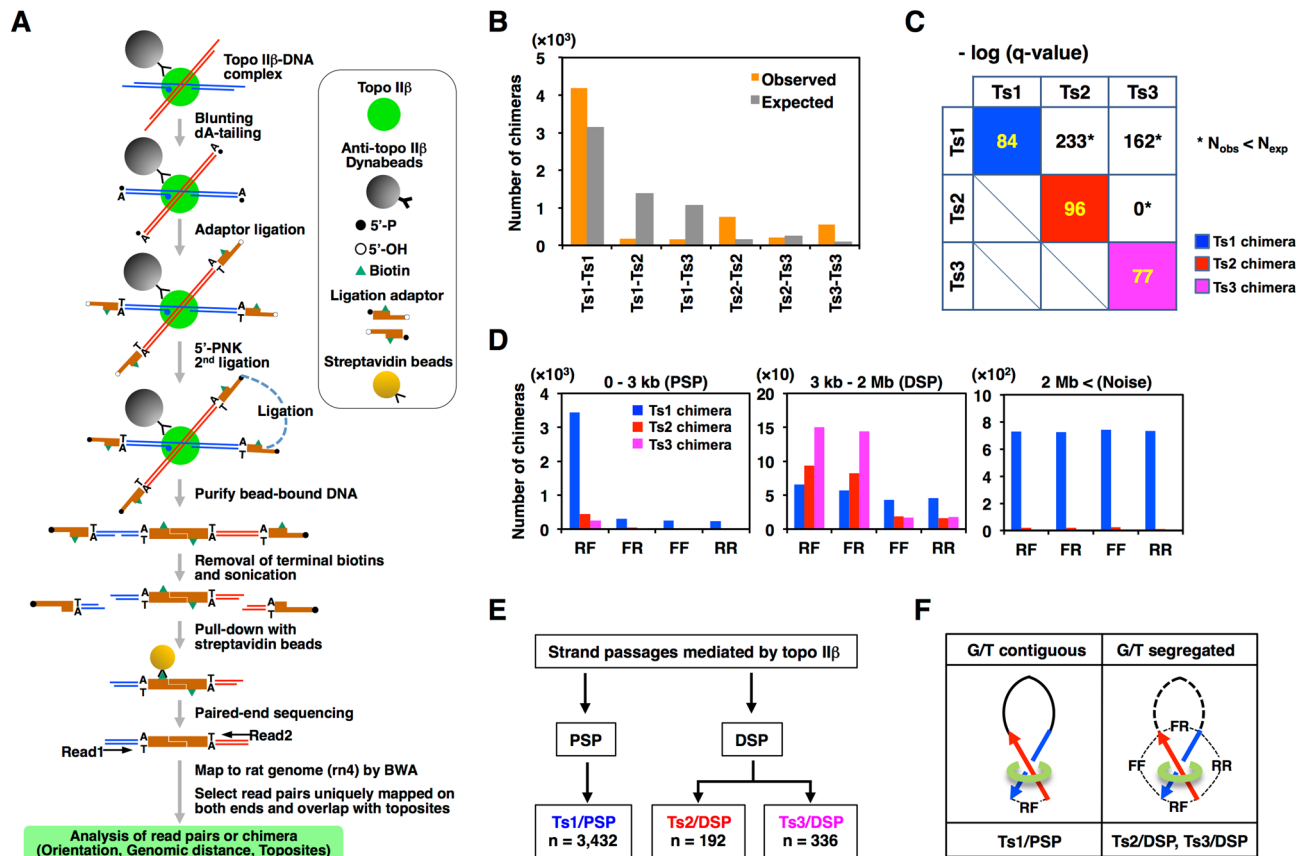 A
Topo IIβ-DNA
complex
Blunting
dA-tailing
A
A
A
A
Adaptor ligation
T
A
T
A
A
T
T
A
5'-PNK
2nd ligation
T
A
Ligation
T
A
A
T
T
A
Purify bead-bound DNA
T
A
A
T
T
A
A
T
Removal of terminal biotins
and sonication
T
A
A
T
T
A
A
T
Pull-down with
streptavidin beads
A
T
T
A
Paired-end sequencing
A
T
T
A
Read2
Read1
Map to rat genome (rn4) by BWA
Select read pairs uniquely mapped on
both ends and overlap with toposites
Analysis of read pairs or chimera
(Orientation, Genomic distance, Toposites)
Topo IIβ
Anti-topo IIβ
Dynabeads
5'-P
5'-OH
Biotin
Ligation adaptor
Streptavidin beads
B
(×10³)
Number of chimeras
5
4
3
2
1
0
Observed
Expected
Ts1-Ts1
Ts1-Ts2
Ts1-Ts3
Ts2-Ts2
Ts2-Ts3
Ts3-Ts3
C
- log (q-value)
Ts1 Ts2 Ts3
Ts1 84 233* 162*
Ts2 96 0*
Ts3 77
* Nobs < Nexp
Ts1 chimera
Ts2 chimera
Ts3 chimera
D
Number of chimeras
(×10³)
0 - 3 kb (PSP)
4
3
2
1
0
Ts1 chimera
Ts2 chimera
Ts3 chimera
RF FR FF RR
(×10)
3 kb - 2 Mb (DSP)
20
15
10
5
0
RF FR FF RR
(×10²)
2 Mb < (Noise)
10
8
6
4
2
0
RF FR FF RR
E
Strand passages mediated by topo IIβ
PSP DSP
Ts1/PSP
n = 3,432
Ts2/DSP
n = 192
Ts3/DSP
n = 336
F
G/T contiguous G/T segregated
RF
FR
FF RR
RF
Ts1/PSP Ts2/DSP, Ts3/DSP